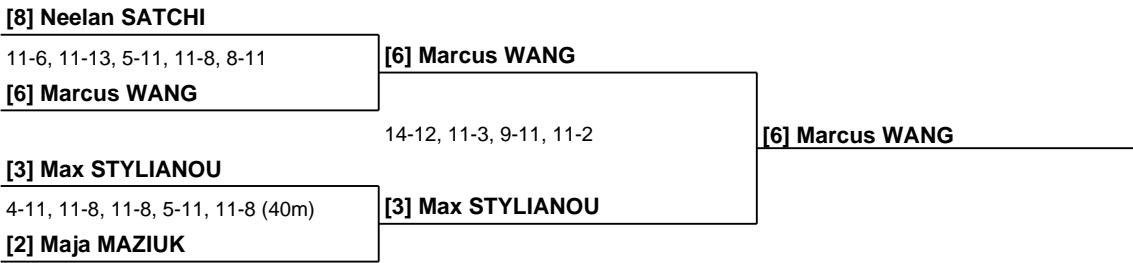 [8] Neelan SATCHI
11-6, 11-13, 5-11, 11-8, 8-11
[6] Marcus WANG
[6] Marcus WANG
14-12, 11-3, 9-11, 11-2
[6] Marcus WANG
[3] Max STYLIANOU
4-11, 11-8, 11-8, 5-11, 11-8 (40m)
[3] Max STYLIANOU
[2] Maja MAZIUK